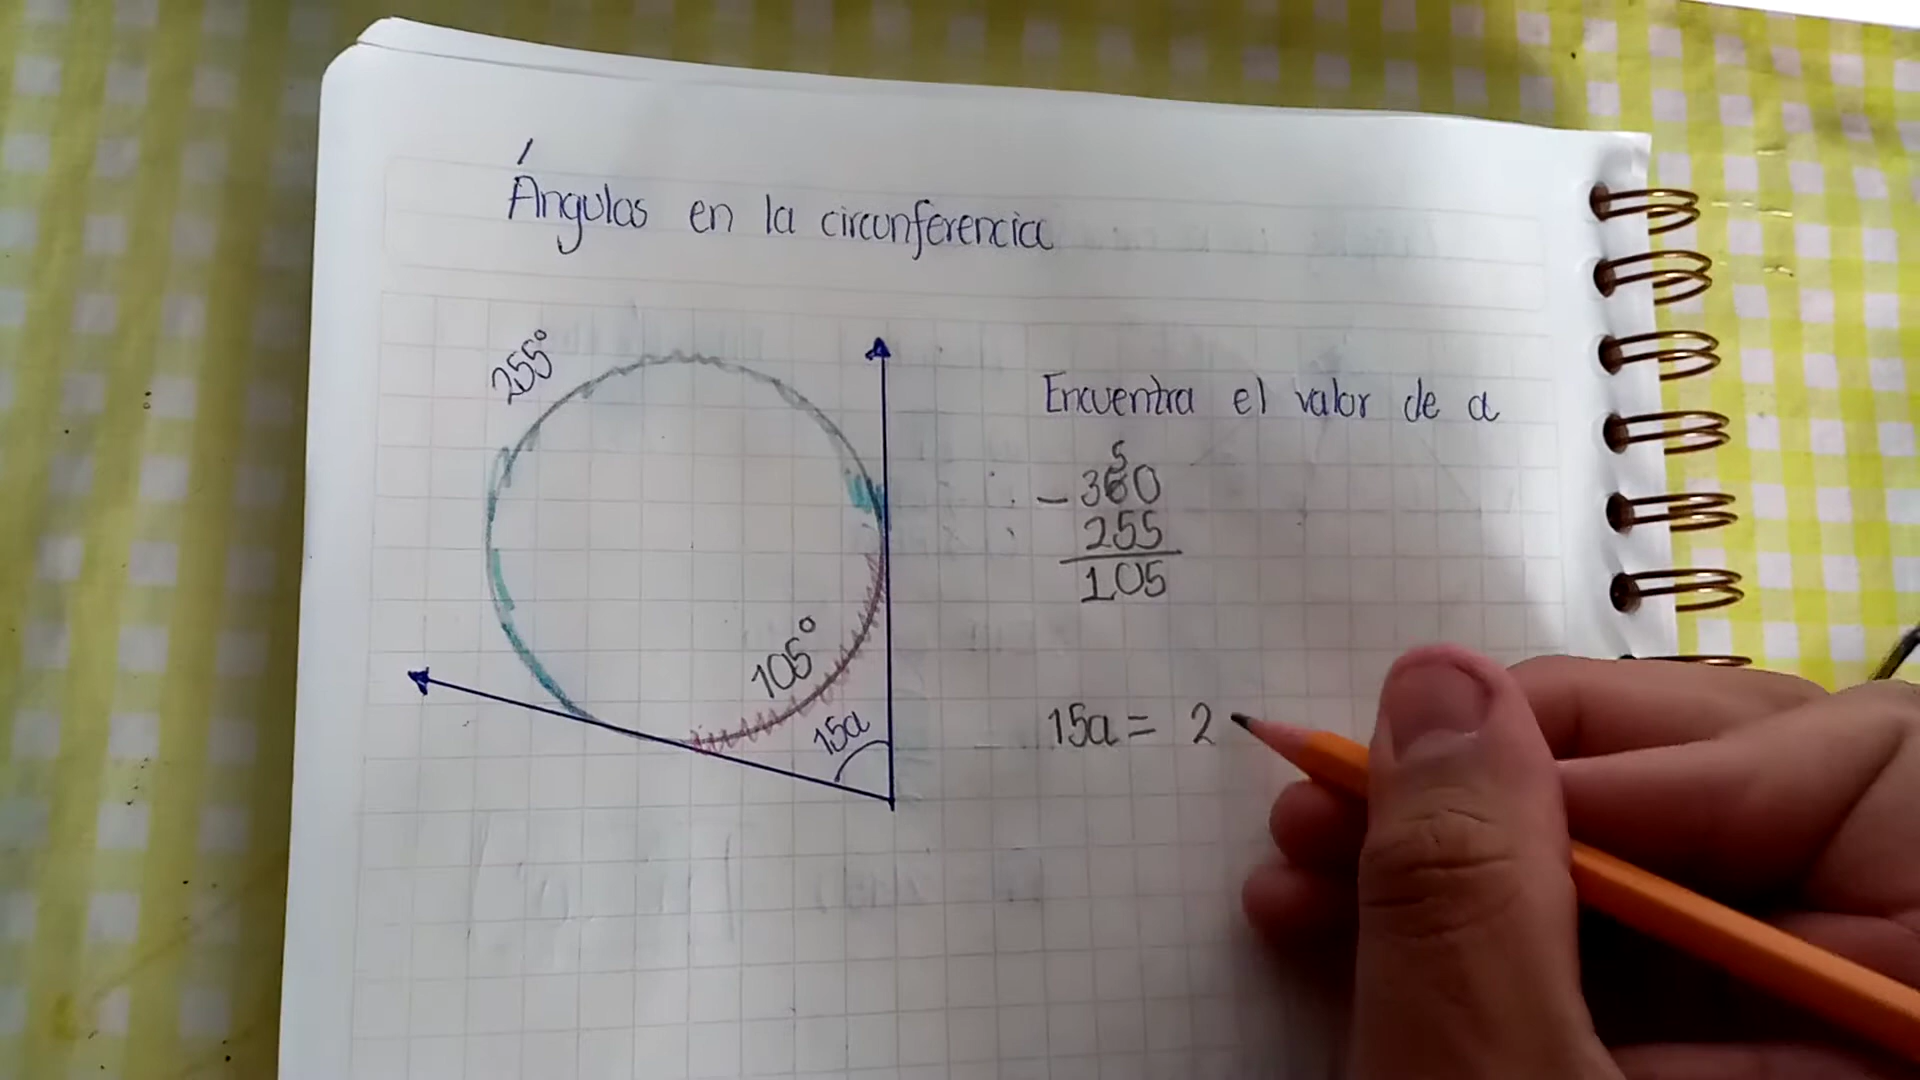 Ángulos en la circunferencia
255°
Encuentra el valor de a
5
- 360
255
105
105°
15a
15a = 2